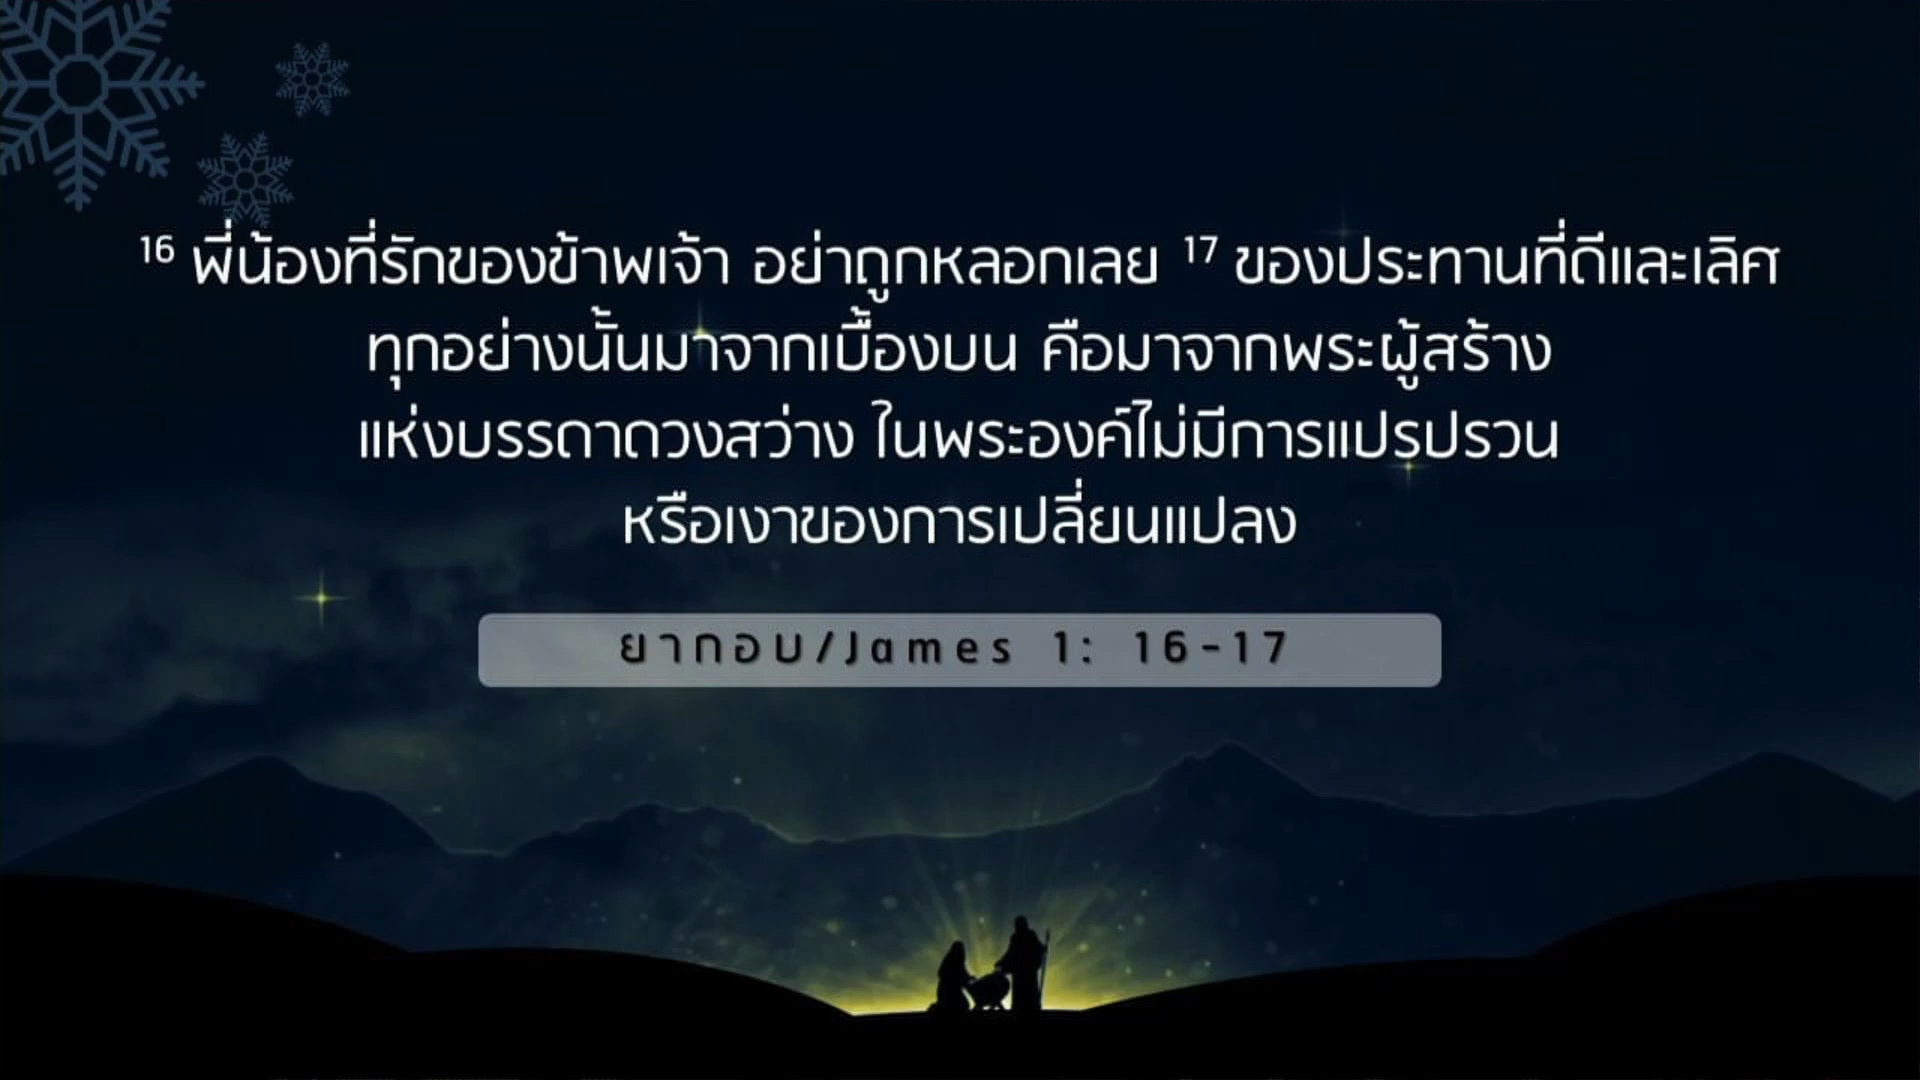 16 พี่น้องที่รักของข้าพเจ้า อย่าถูกหลอกเลย 17 ของประทานที่ดีและเลิศ
ทุกอย่างนั้นมาจากเบื้องบน คือมาจากพระผู้สร้าง
แห่งบรรดาดวงสว่าง ในพระองค์ไม่มีการแปรปรวน
หรือเงาของการเปลี่ยนแปลง
ยากอบ/James 1: 16-17